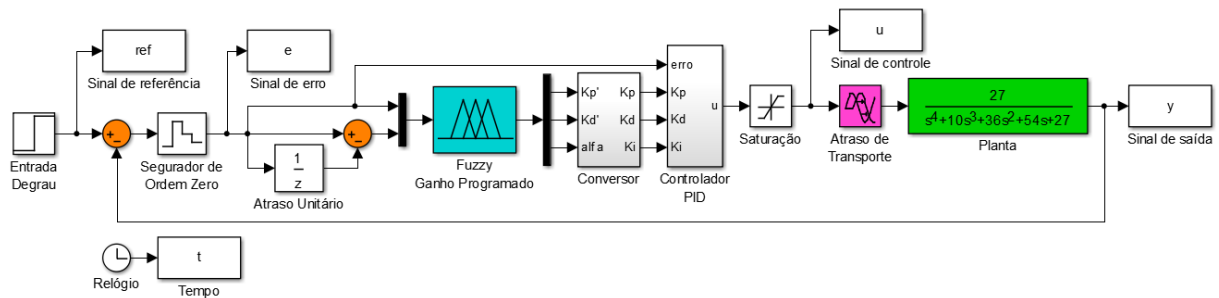 ref
Sinal de referência
e
Sinal de erro
u
Sinal de controle
Entrada
Degrau
+
−
Segurador de
Ordem Zero
1
z
Atraso Unitário
+
−
Fuzzy
Ganho Programado
Kp'
Kd'
alfa
Kp
Kd
Ki
Conversor
erro
Kp
Kd
Ki
u
Controlador
PID
Saturação
Atraso de
Transporte
27
s⁴+10s³+36s²+54s+27
Planta
y
Sinal de saída
Relógio
t
Tempo